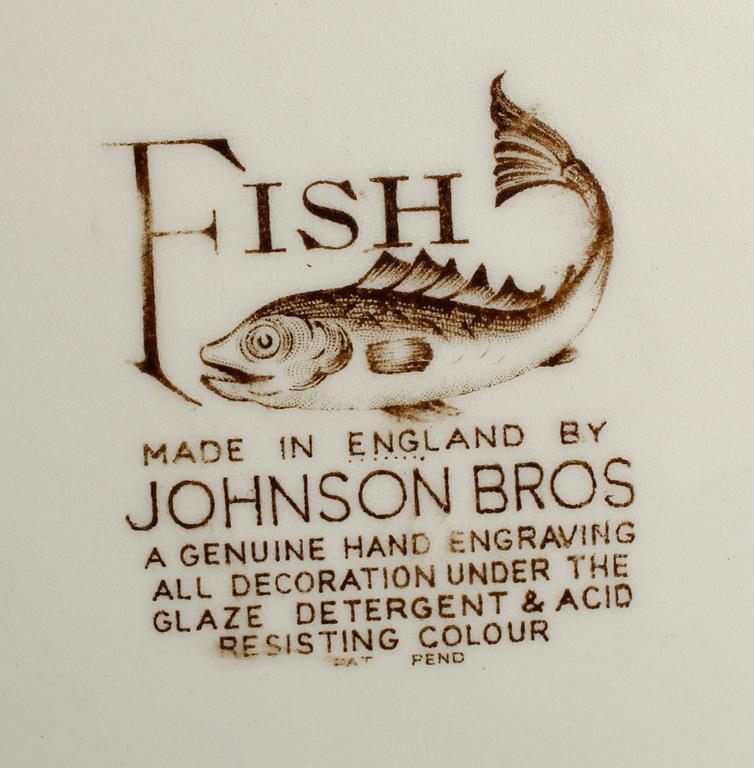 FISH
MADE IN ENGLAND BY
JOHNSON BROS
A GENUINE HAND ENGRAVING
ALL DECORATION UNDER THE
GLAZE DETERGENT & ACID
RESISTING COLOUR
PAT PEND